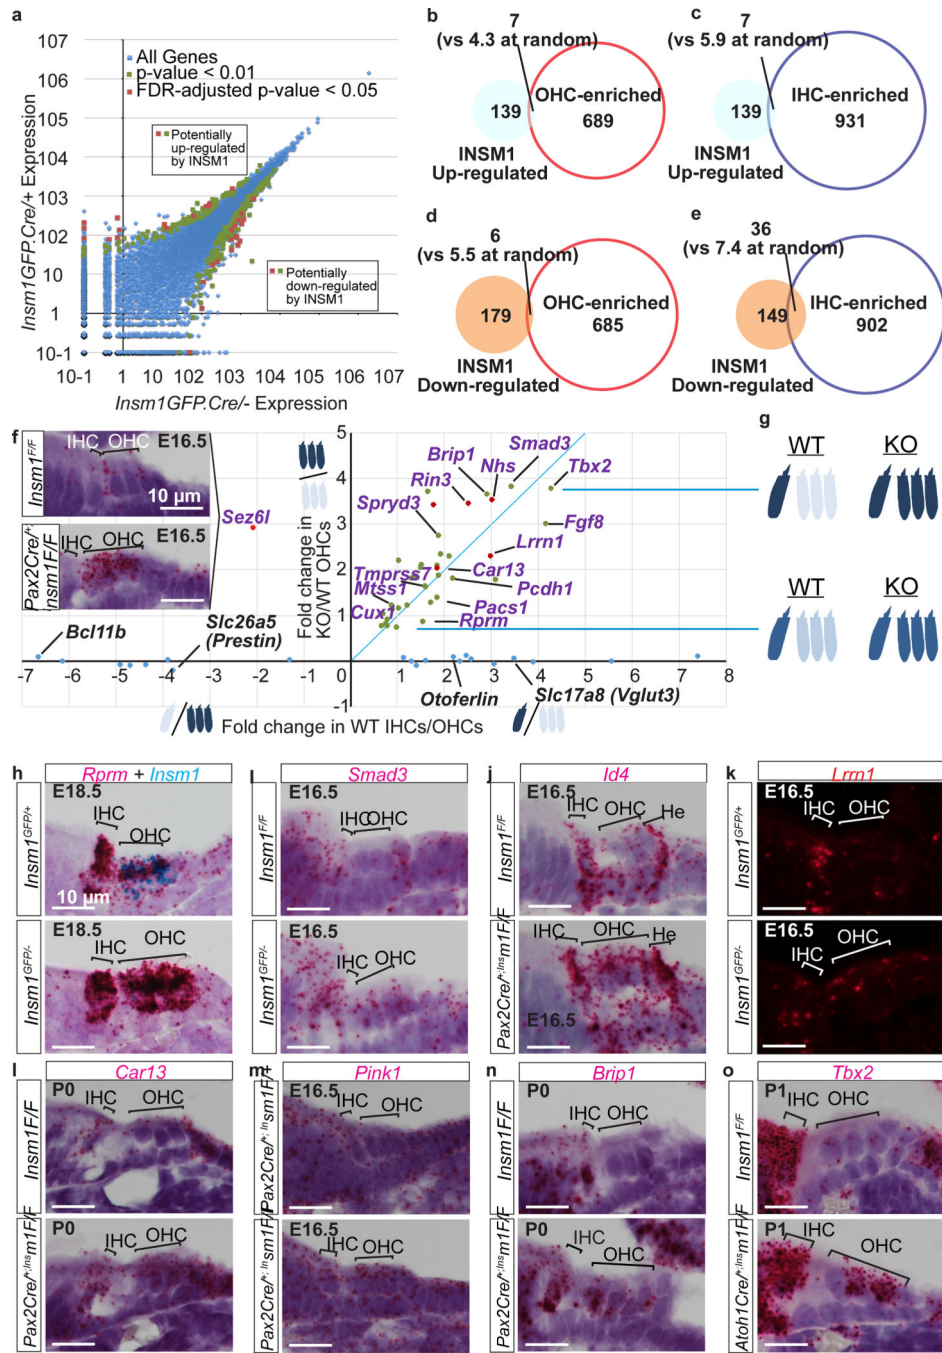 a
107
106
105
104
103
102
10
1
10-1
Insm1GFP.Cre/+ Expression
All Genes
p-value < 0.01
FDR-adjusted p-value < 0.05
Potentially
up-regulated
by INSM1
Potentially
down-regulated
by INSM1
10-1 1 10 102 103 104 105 106 107
Insm1GFP.Cre/- Expression
b
7
(vs 4.3 at random)
139
OHC-enriched
689
INSM1
Up-regulated
c
7
(vs 5.9 at random)
139
IHC-enriched
931
INSM1
Up-regulated
d
6
(vs 5.5 at random)
179
OHC-enriched
685
INSM1
Down-regulated
e
36
(vs 7.4 at random)
149
IHC-enriched
902
INSM1
Down-regulated
f
Insm1F/F
IHC OHC E16.5
10 µm
Pax2Cre/+;
insm1F/F
E16.5
IHC OHC
Sez6l
5
4
3
2
1
-1
Fold change in
KO/WT OHCs
Brip1
Smad3
Nhs
Tbx2
Rin3
Spryd3
Fgf8
Lrrn1
Car13
Tmprss7
Pcdh1
Mtss1
Pacs1
Cux1
Rprm
Bcl11b
Slc26a5
(Prestin)
Otoferlin
Slc17a8 (Vglut3)
-7 -6 -5 -4 -3 -2 -1 0 1 2 3 4 5 6 7 8
Fold change in WT IHCs/OHCs
g
WT KO
WT KO
h
Rprm + Insm1
Insm1GFP/+
E18.5
IHC
OHC
10 µm
Insm1GFP/-
E18.5
IHC OHC
l
Smad3
Insm1F/F
E16.5
IHC OHC
Insm1GFP/-
E16.5
IHC OHC
j
Id4
Insm1F/F
E16.5
IHC OHC He
Pax2Cre/+;Insm1F/F
IHC OHC He
E16.5
k
Lrrn1
Insm1GFP/+
E16.5
IHC OHC
Insm1GFP/-
E16.5
IHC OHC
l
Car13
Insm1F/F
P0
IHC OHC
Pax2Cre/+;Insm1F/F
P0
IHC OHC
m
Pink1
Pax2Cre/+;Insm1F/+
E16.5
IHC OHC
Pax2Cre/+;Insm1F/F
E16.5
IHC OHC
n
Brip1
Insm1F/F
P0
IHC OHC
Pax2Cre/+;Insm1F/F
P0
IHC
OHC
o
Tbx2
Insm1F/F
P1
IHC OHC
Atoh1Cre/+;Insm1F/F
P1
IHC
OHC